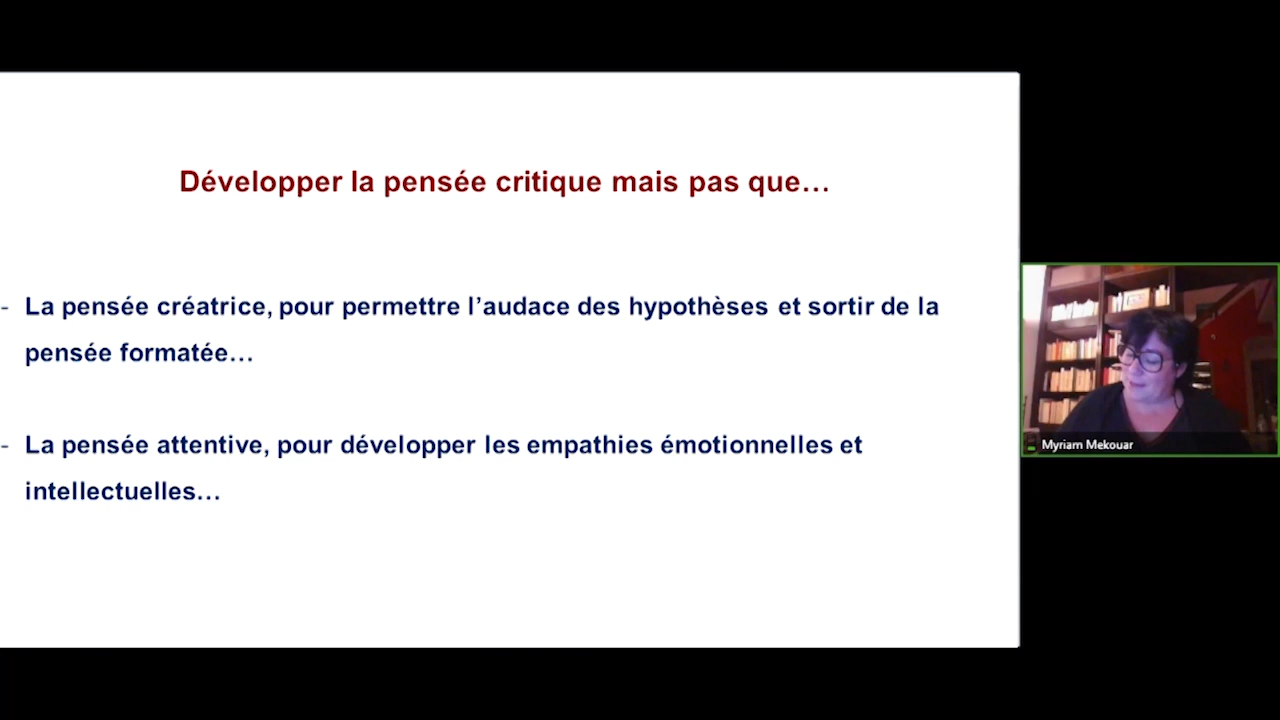 Développer la pensée critique mais pas que…
- La pensée créatrice, pour permettre l’audace des hypothèses et sortir de la
pensée formatée…
- La pensée attentive, pour développer les empathies émotionnelles et
intellectuelles…
Myriam Mekouar